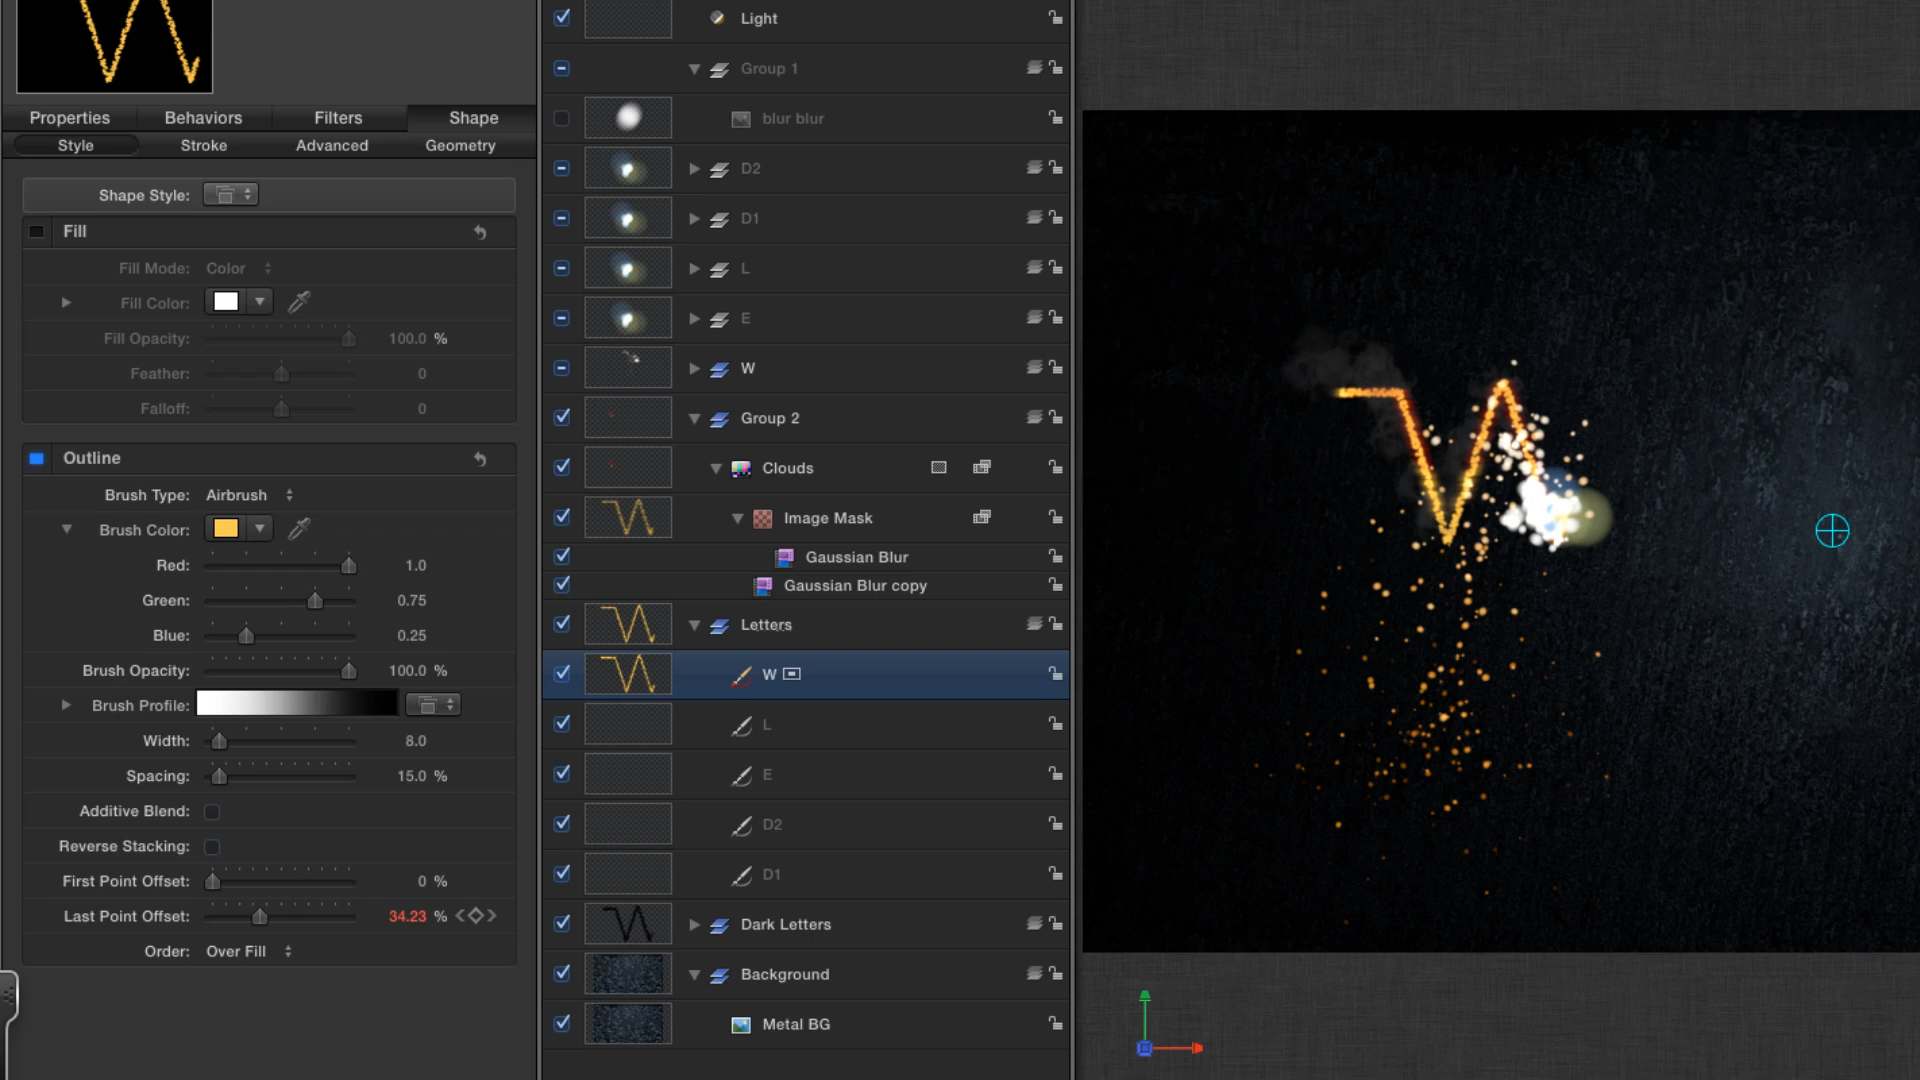 Properties
Behaviors
Filters
Shape
Style
Stroke
Advanced
Geometry
Shape Style:
Fill
Fill Mode: Color
Fill Color:
Fill Opacity: 100.0 %
Feather: 0
Falloff: 0
Outline
Brush Type: Airbrush
Brush Color:
Red: 1.0
Green: 0.75
Blue: 0.25
Brush Opacity: 100.0 %
Brush Profile:
Width: 8.0
Spacing: 15.0 %
Additive Blend:
Reverse Stacking:
First Point Offset: 0 %
Last Point Offset: 34.23 %
Order: Over Fill
Light
Group 1
blur blur
D2
D1
L
E
W
Group 2
Clouds
Image Mask
Gaussian Blur
Gaussian Blur copy
Letters
W
L
E
D2
D1
Dark Letters
Background
Metal BG